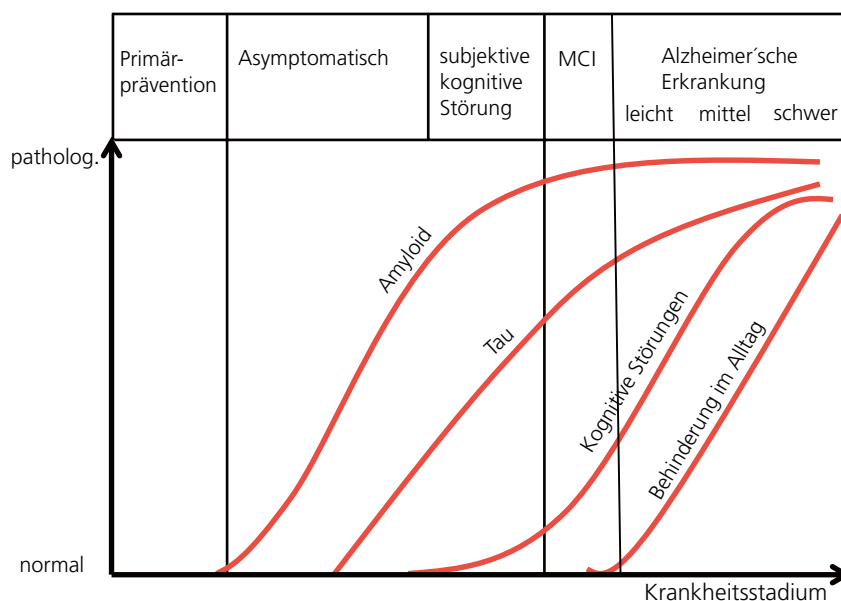 Primär-
prävention
Asymptomatisch
subjektive
kognitive
Störung
MCI
Alzheimer´sche
Erkrankung
leicht mittel schwer
patholog.
Amyloid
Tau
Kognitive Störungen
Behinderung im Alltag
normal
Krankheitsstadium